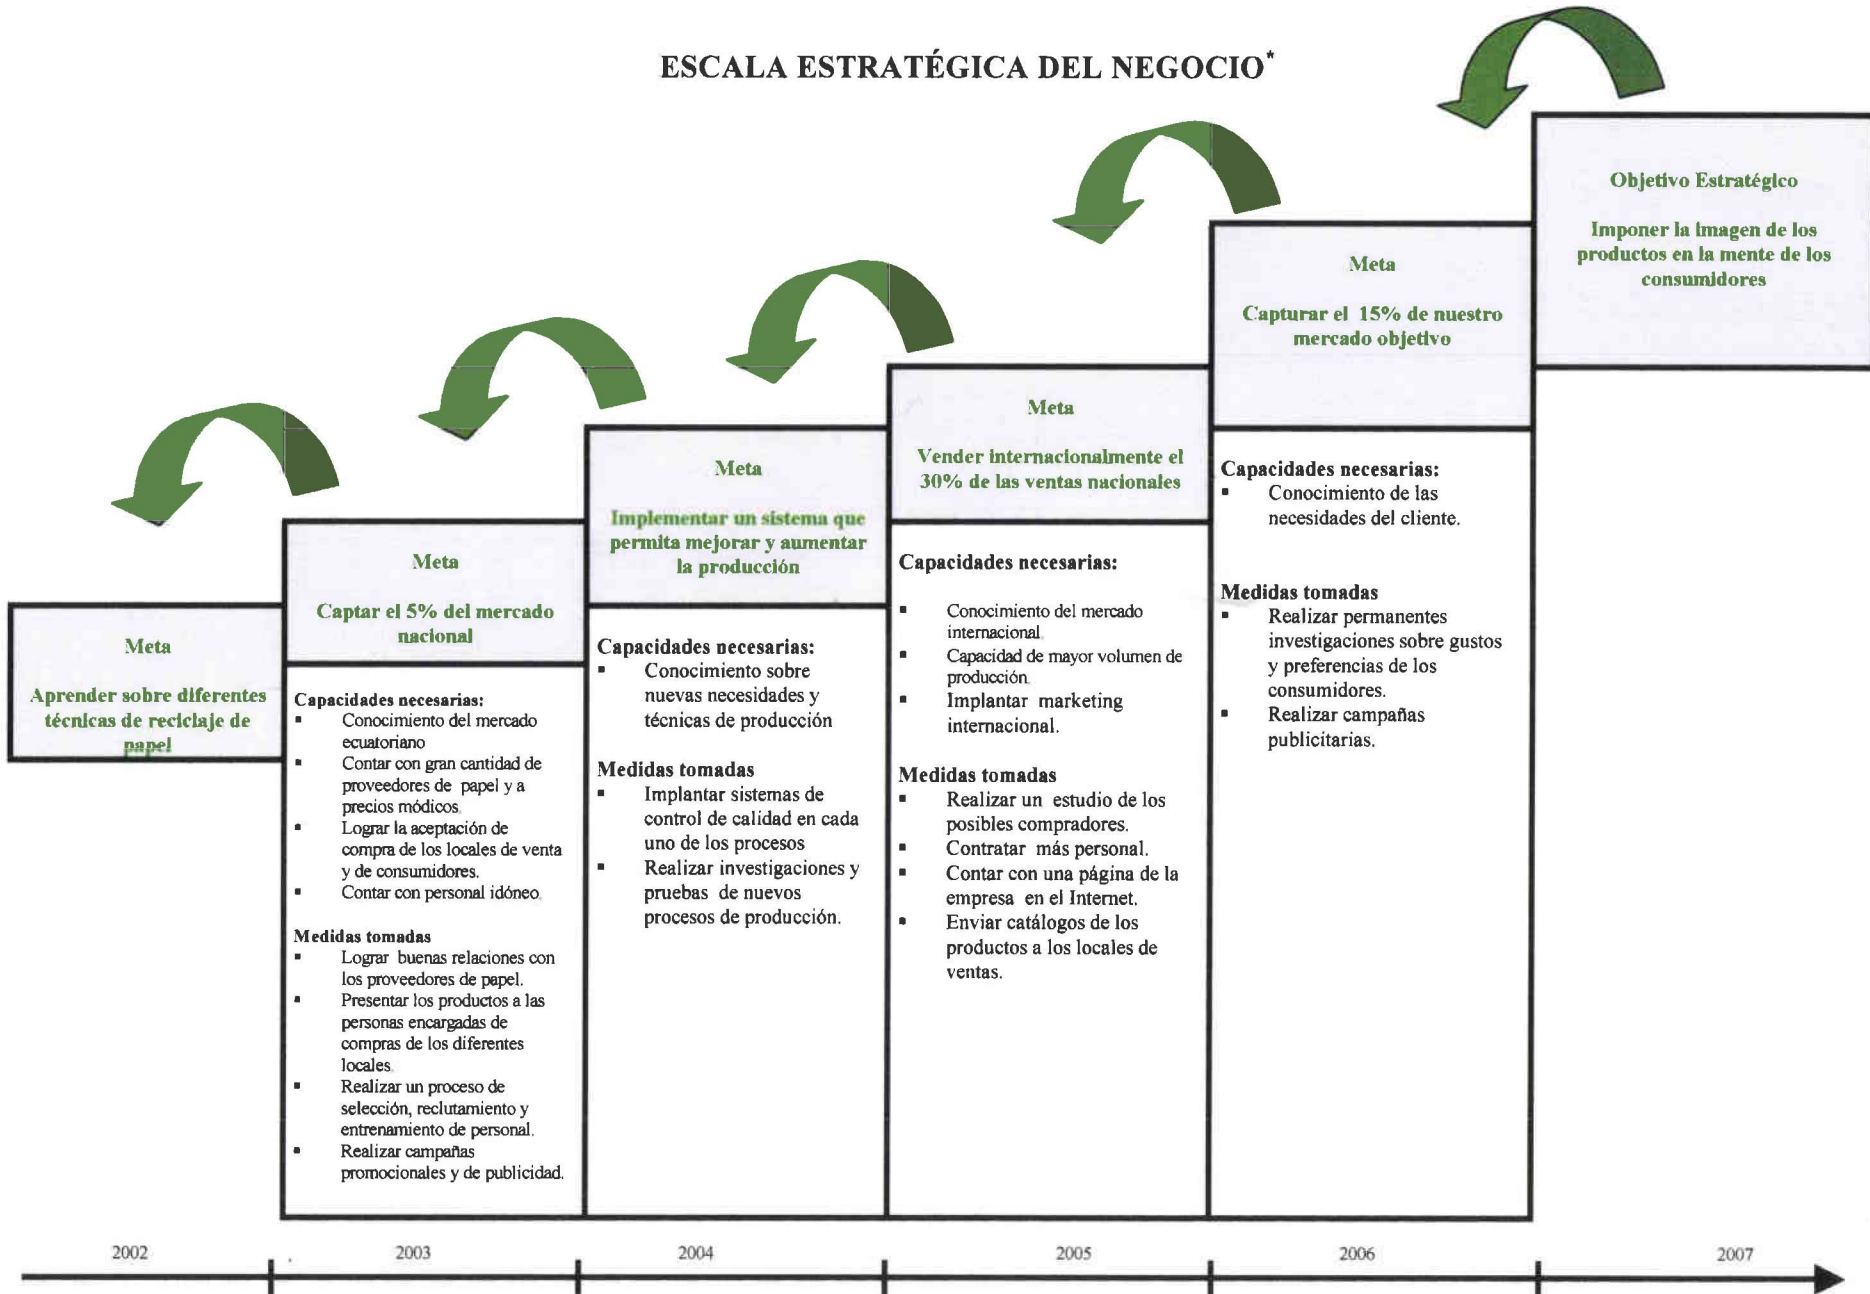 ESCALA ESTRATÉGICA DEL NEGOCIO*
Meta
Aprender sobre diferentes
técnicas de reciclaje de
papel
Meta
Captar el 5% del mercado
nacional
Capacidades necesarias:
▪ Conocimiento del mercado
ecuatoriano
▪ Contar con gran cantidad de
proveedores de papel y a
precios módicos.
▪ Lograr la aceptación de
compra de los locales de venta
y de consumidores.
▪ Contar con personal idóneo.
Medidas tomadas
▪ Lograr buenas relaciones con
los proveedores de papel.
▪ Presentar los productos a las
personas encargadas de
compras de los diferentes
locales.
▪ Realizar un proceso de
selección, reclutamiento y
entrenamiento de personal.
▪ Realizar campañas
promocionales y de publicidad.
Meta
Implementar un sistema que
permita mejorar y aumentar
la producción
Capacidades necesarias:
▪ Conocimiento sobre
nuevas necesidades y
técnicas de producción
Medidas tomadas
▪ Implantar sistemas de
control de calidad en cada
uno de los procesos
▪ Realizar investigaciones y
pruebas de nuevos
procesos de producción.
Meta
Vender internacionalmente el
30% de las ventas nacionales
Capacidades necesarias:
▪ Conocimiento del mercado
internacional.
▪ Capacidad de mayor volumen de
producción.
▪ Implantar marketing
internacional.
Medidas tomadas
▪ Realizar un estudio de los
posibles compradores.
▪ Contratar más personal.
▪ Contar con una página de la
empresa en el Internet.
▪ Enviar catálogos de los
productos a los locales de
ventas.
Meta
Capturar el 15% de nuestro
mercado objetivo
Capacidades necesarias:
▪ Conocimiento de las
necesidades del cliente.
Medidas tomadas
▪ Realizar permanentes
investigaciones sobre gustos
y preferencias de los
consumidores.
▪ Realizar campañas
publicitarias.
Objetivo Estratégico
Imponer la imagen de los
productos en la mente de los
consumidores
2002 2003 2004 2005 2006 2007